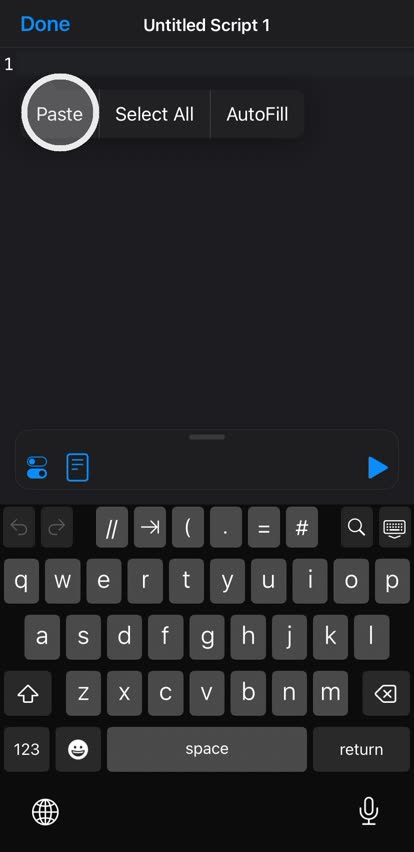 Done Untitled Script 1
1
Paste Select All AutoFill
// ( . = #
q w e r t y u i o p
a s d f g h j k l
z x c v b n m
123 space return